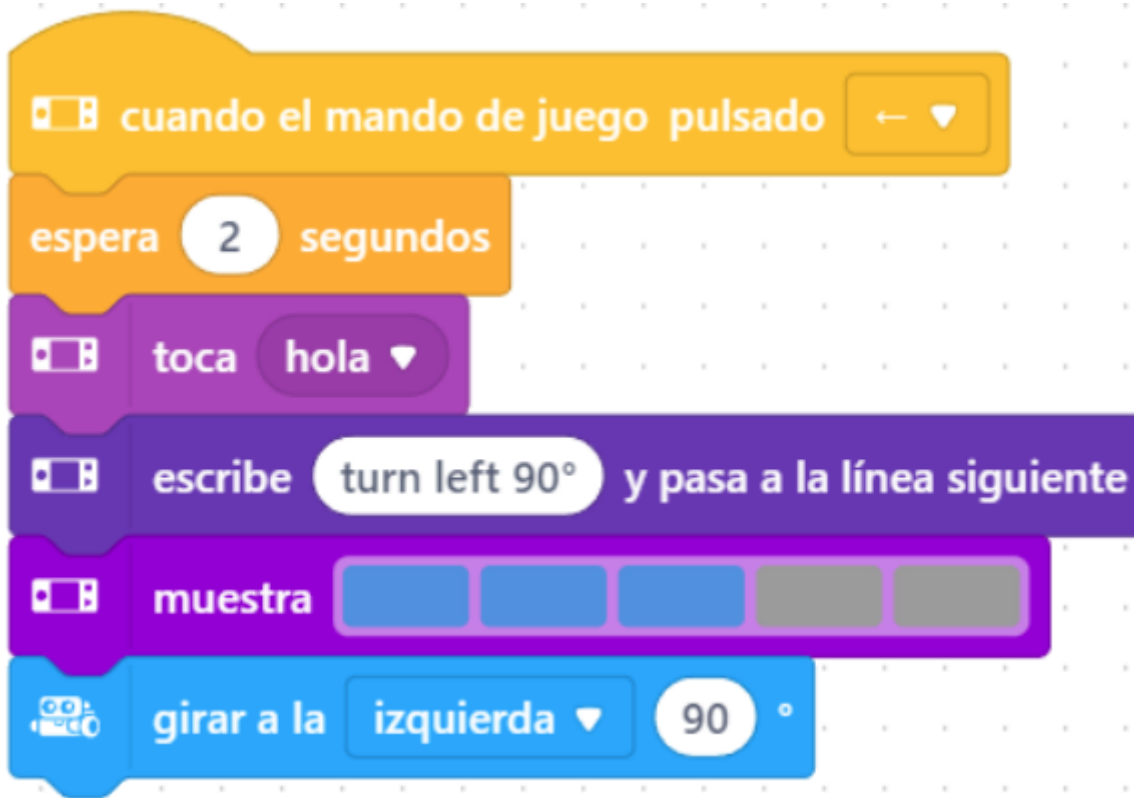 cuando el mando de juego pulsado ←
espera 2 segundos
toca hola
escribe turn left 90° y pasa a la línea siguiente
muestra
girar a la izquierda 90 °